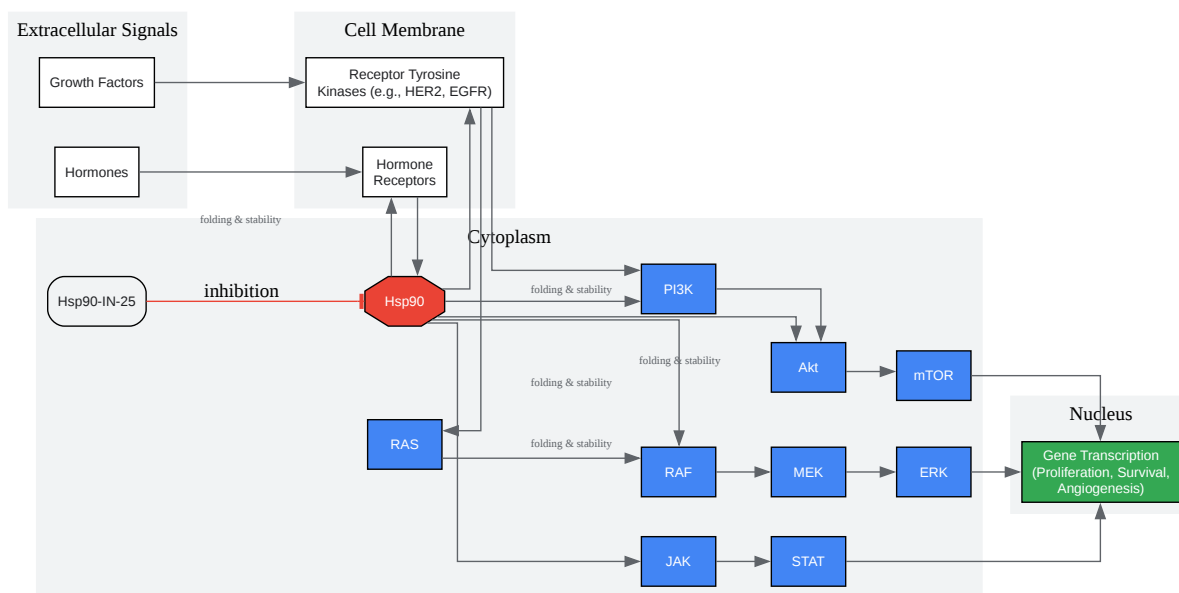 Extracellular Signals
Cell Membrane
Growth Factors
Receptor Tyrosine
Kinases (e.g., HER2, EGFR)
Hormones
Hormone
Receptors
folding & stability
Cytoplasm
Hsp90-IN-25
inhibition
Hsp90
folding & stability
PI3K
folding & stability
Akt
mTOR
folding & stability
Nucleus
RAS
folding & stability
RAF
MEK
ERK
Gene Transcription
(Proliferation, Survival,
Angiogenesis)
JAK
STAT